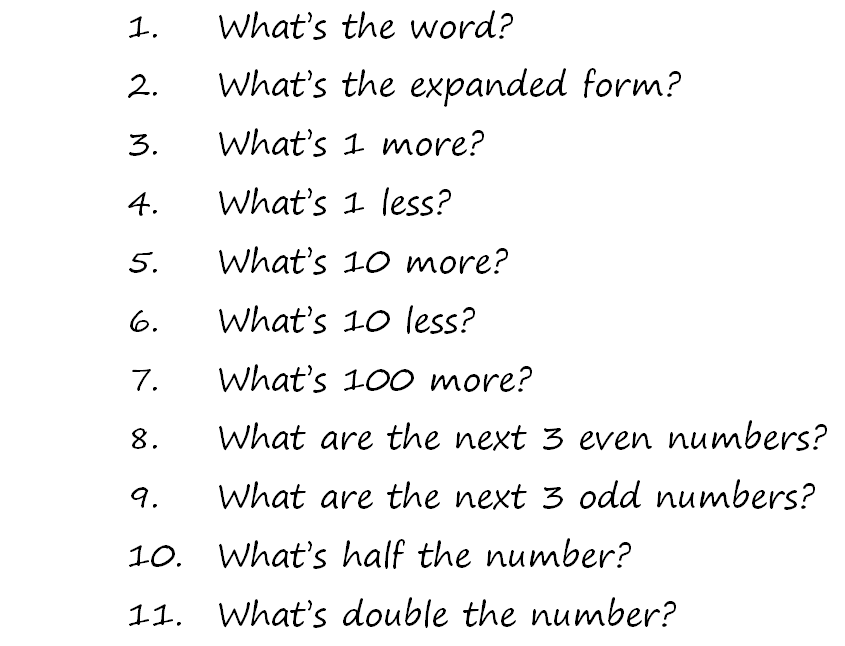 1. What's the word?
2. What's the expanded form?
3. What's 1 more?
4. What's 1 less?
5. What's 10 more?
6. What's 10 less?
7. What's 100 more?
8. What are the next 3 even numbers?
9. What are the next 3 odd numbers?
10. What's half the number?
11. What's double the number?